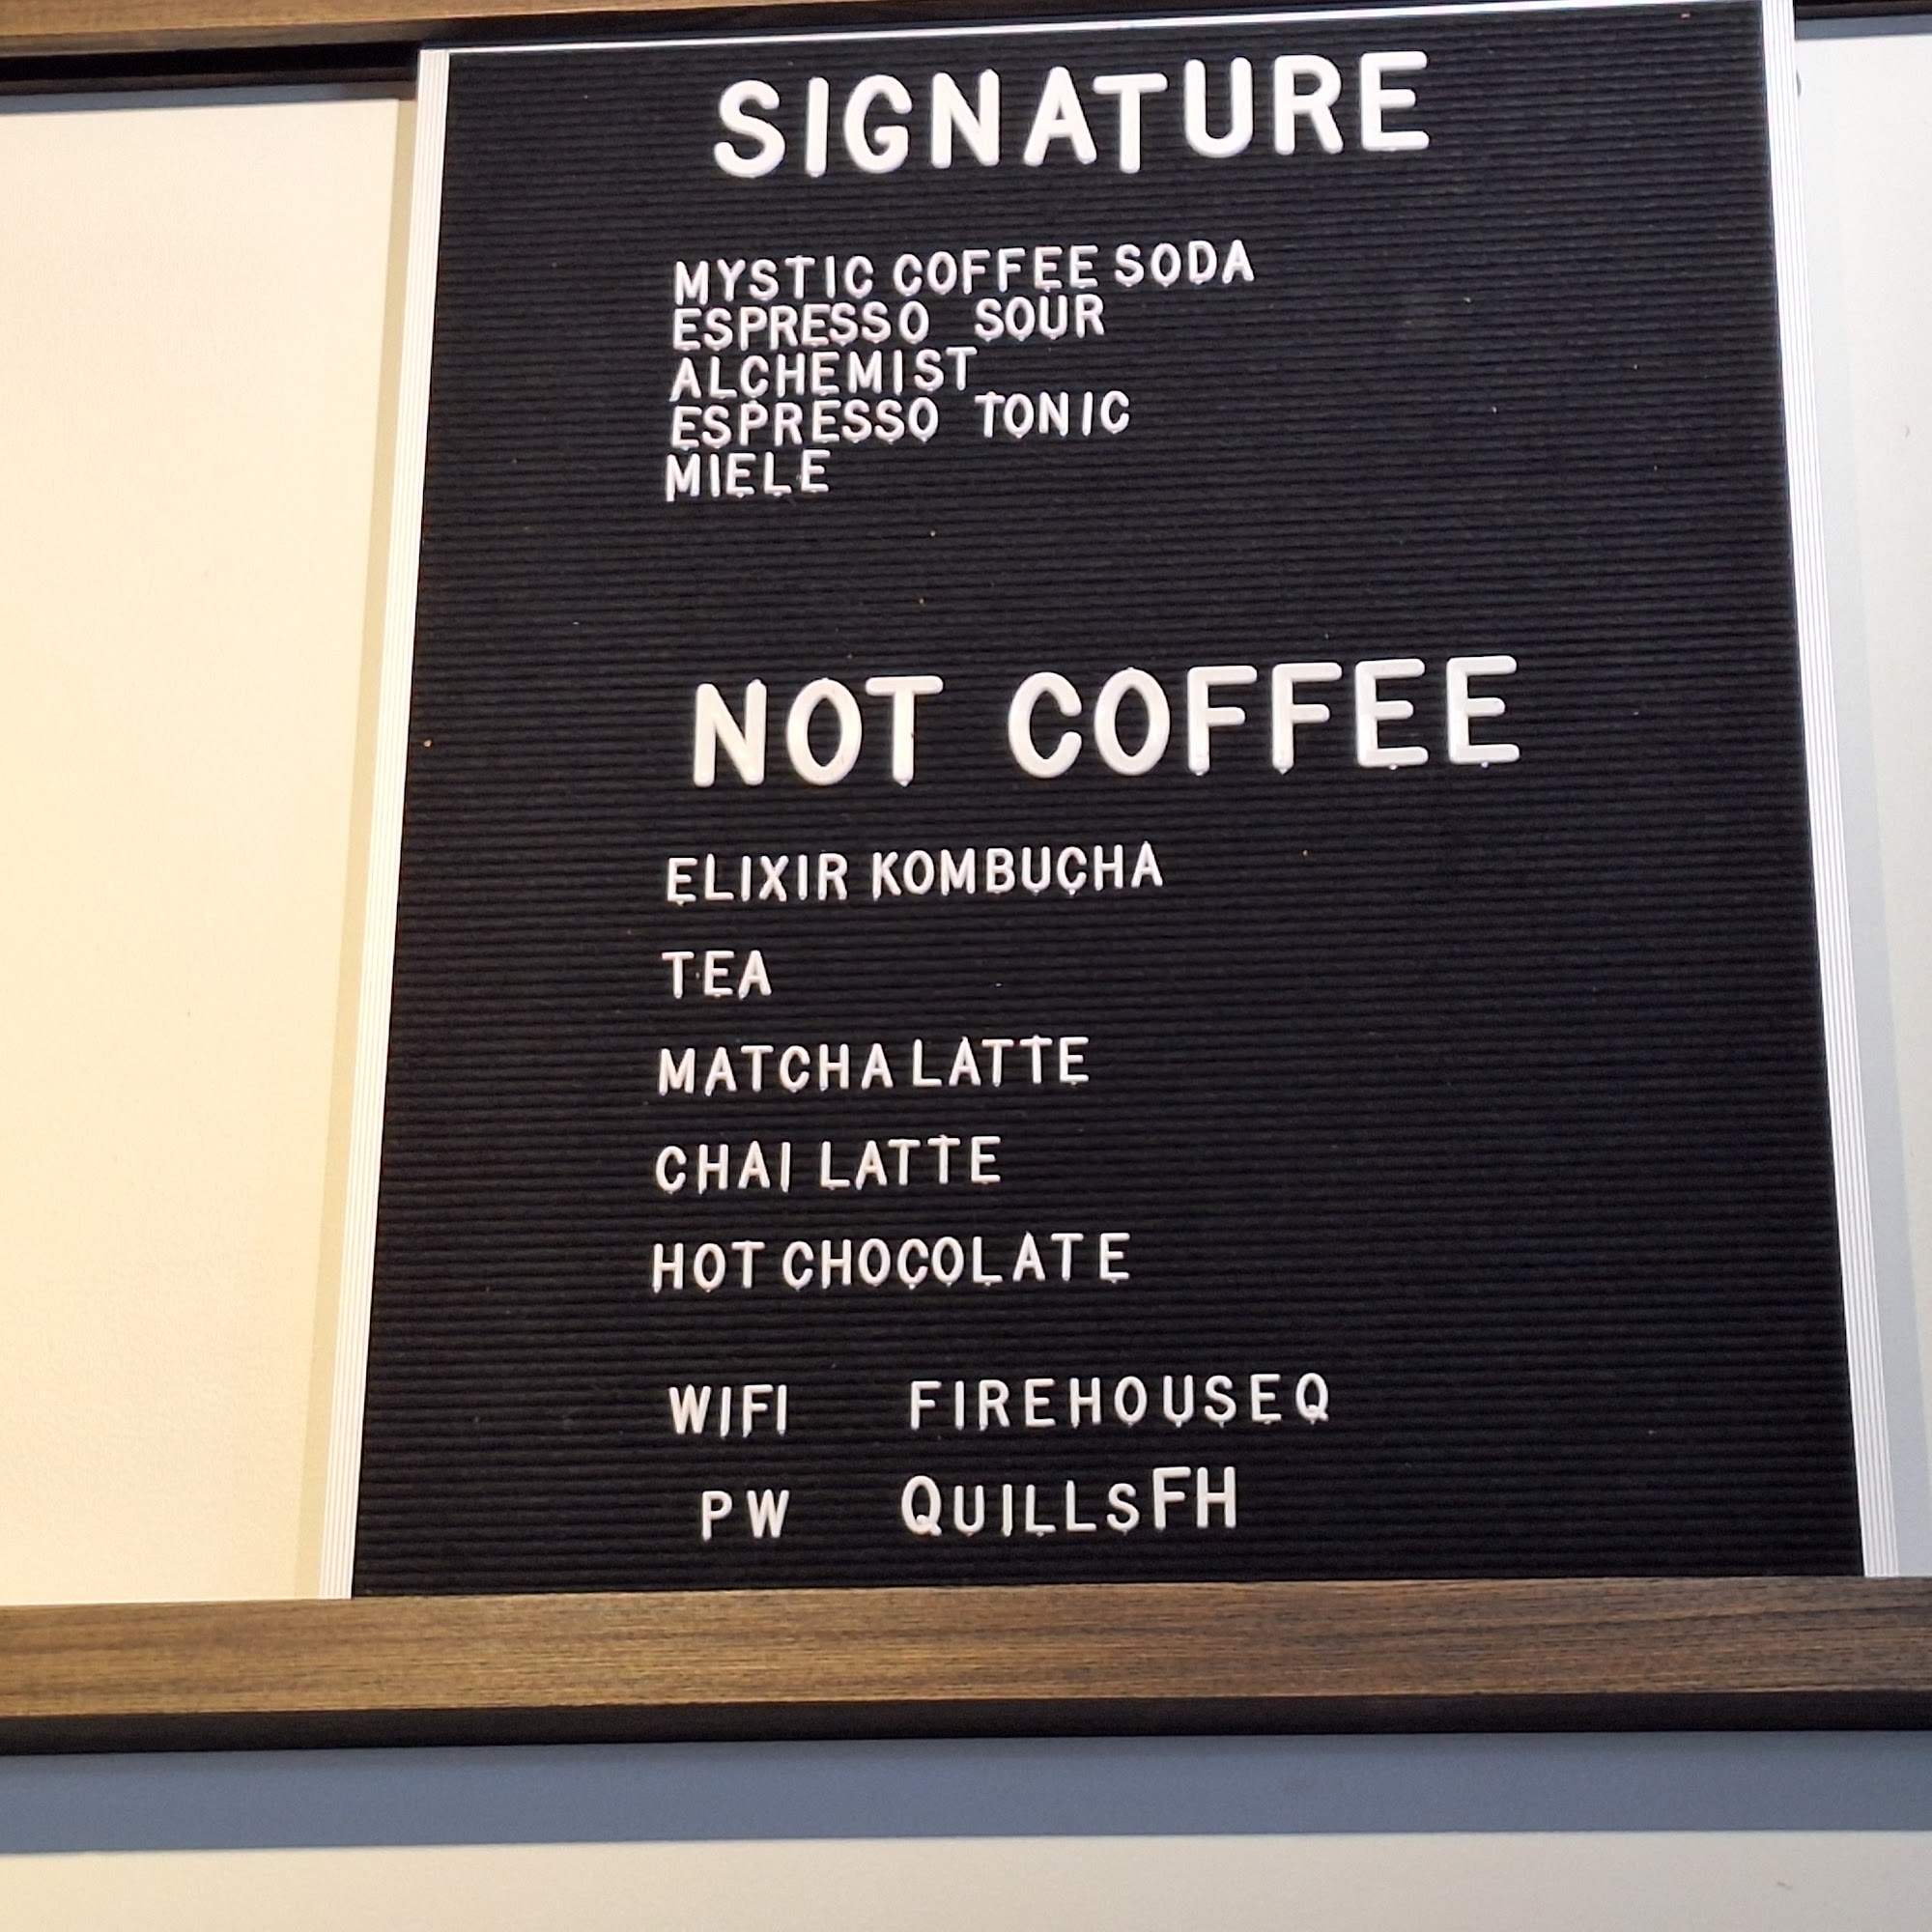 SIGNATURE
MYSTIC COFFEE SODA
ESPRESSO SOUR
ALCHEMIST
ESPRESSO TONIC
MIELE
NOT COFFEE
ELIXIR KOMBUCHA
TEA
MATCHA LATTE
CHAI LATTE
HOT CHOCOLATE
WIFI FIREHOUSEQ
PW QUILLSFH